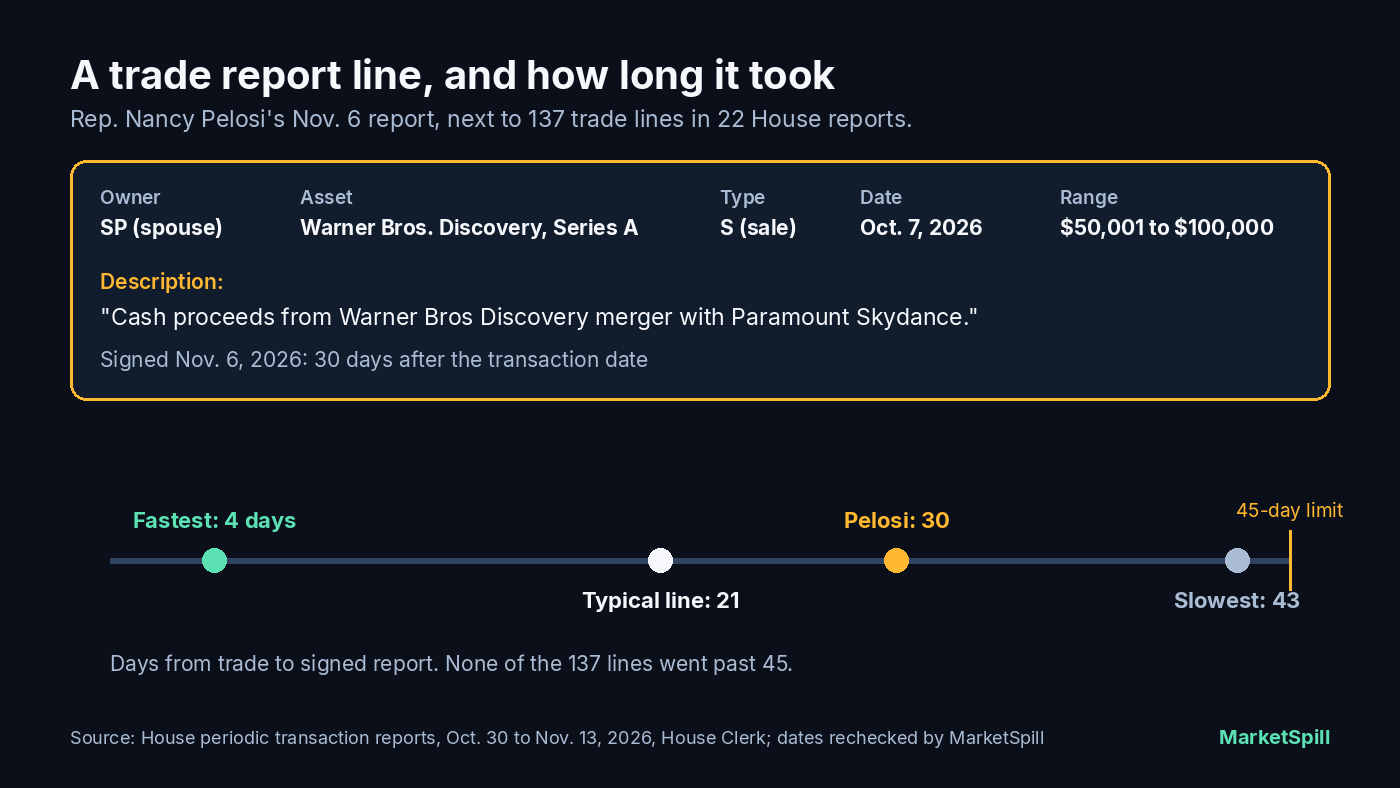 A trade report line, and how long it took
Rep. Nancy Pelosi's Nov. 6 report, next to 137 trade lines in 22 House reports.
Owner Asset Type Date Range
SP (spouse) Warner Bros. Discovery, Series A S (sale) Oct. 7, 2026 $50,001 to $100,000
Description:
"Cash proceeds from Warner Bros Discovery merger with Paramount Skydance."
Signed Nov. 6, 2026: 30 days after the transaction date
45-day limit
Fastest: 4 days Pelosi: 30
Typical line: 21 Slowest: 43
Days from trade to signed report. None of the 137 lines went past 45.
Source: House periodic transaction reports, Oct. 30 to Nov. 13, 2026, House Clerk; dates rechecked by MarketSpill MarketSpill